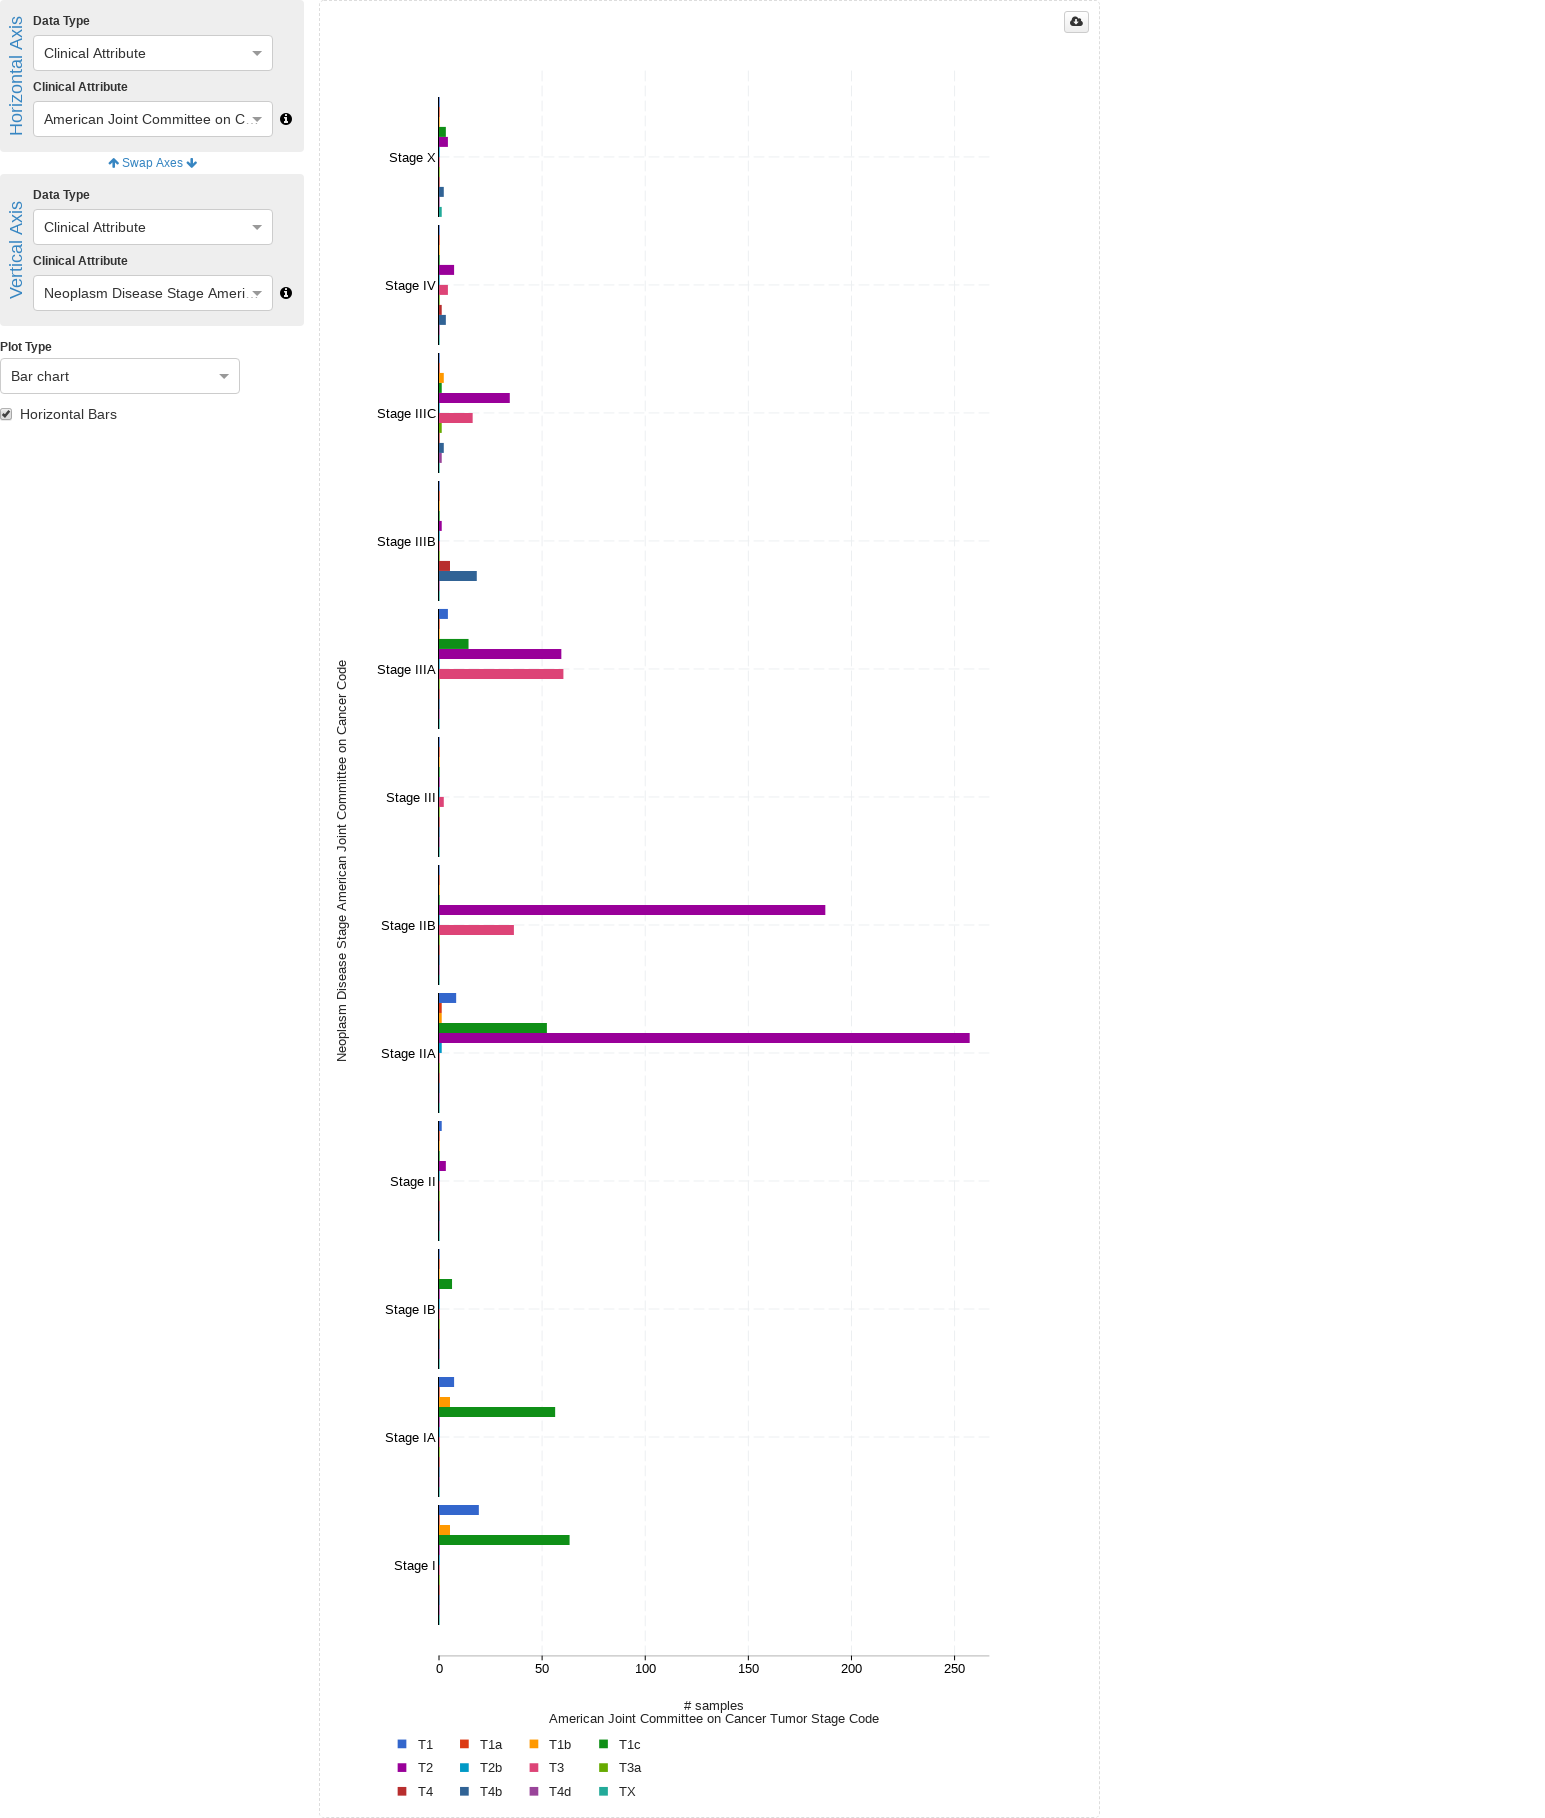 Horizontal Axis
Data Type
Clinical Attribute
Clinical Attribute
American Joint Committee on C...
Swap Axes
Vertical Axis
Data Type
Clinical Attribute
Clinical Attribute
Neoplasm Disease Stage Ameri...
Plot Type
Bar chart
Horizontal Bars
Neoplasm Disease Stage American Joint Committee on Cancer Code
Stage X
Stage IV
Stage IIIC
Stage IIIB
Stage IIIA
Stage III
Stage IIB
Stage IIA
Stage II
Stage IB
Stage IA
Stage I
0 50 100 150 200 250
# samples
American Joint Committee on Cancer Tumor Stage Code
T1 T1a T1b T1c
T2 T2b T3 T3a
T4 T4b T4d TX